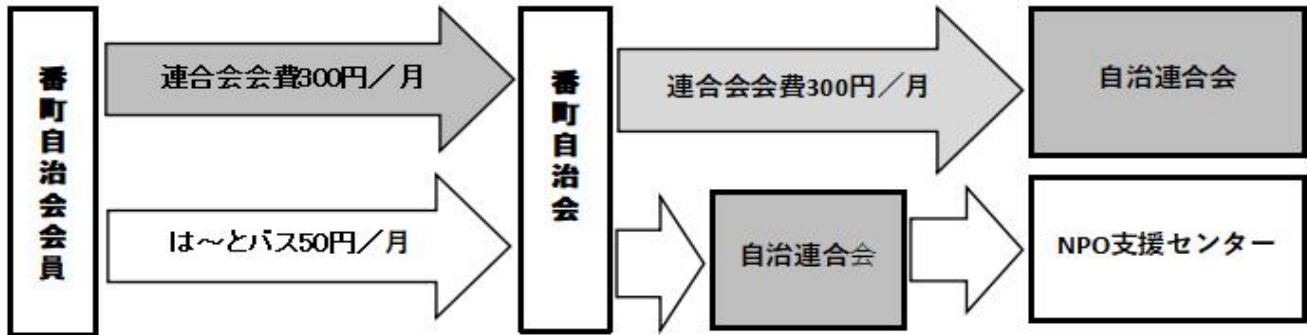 番町自治会会員
連合会会費300円／月
は～とバス50円／月
番町自治会
連合会会費300円／月
自治連合会
自治連合会
NPO支援センター